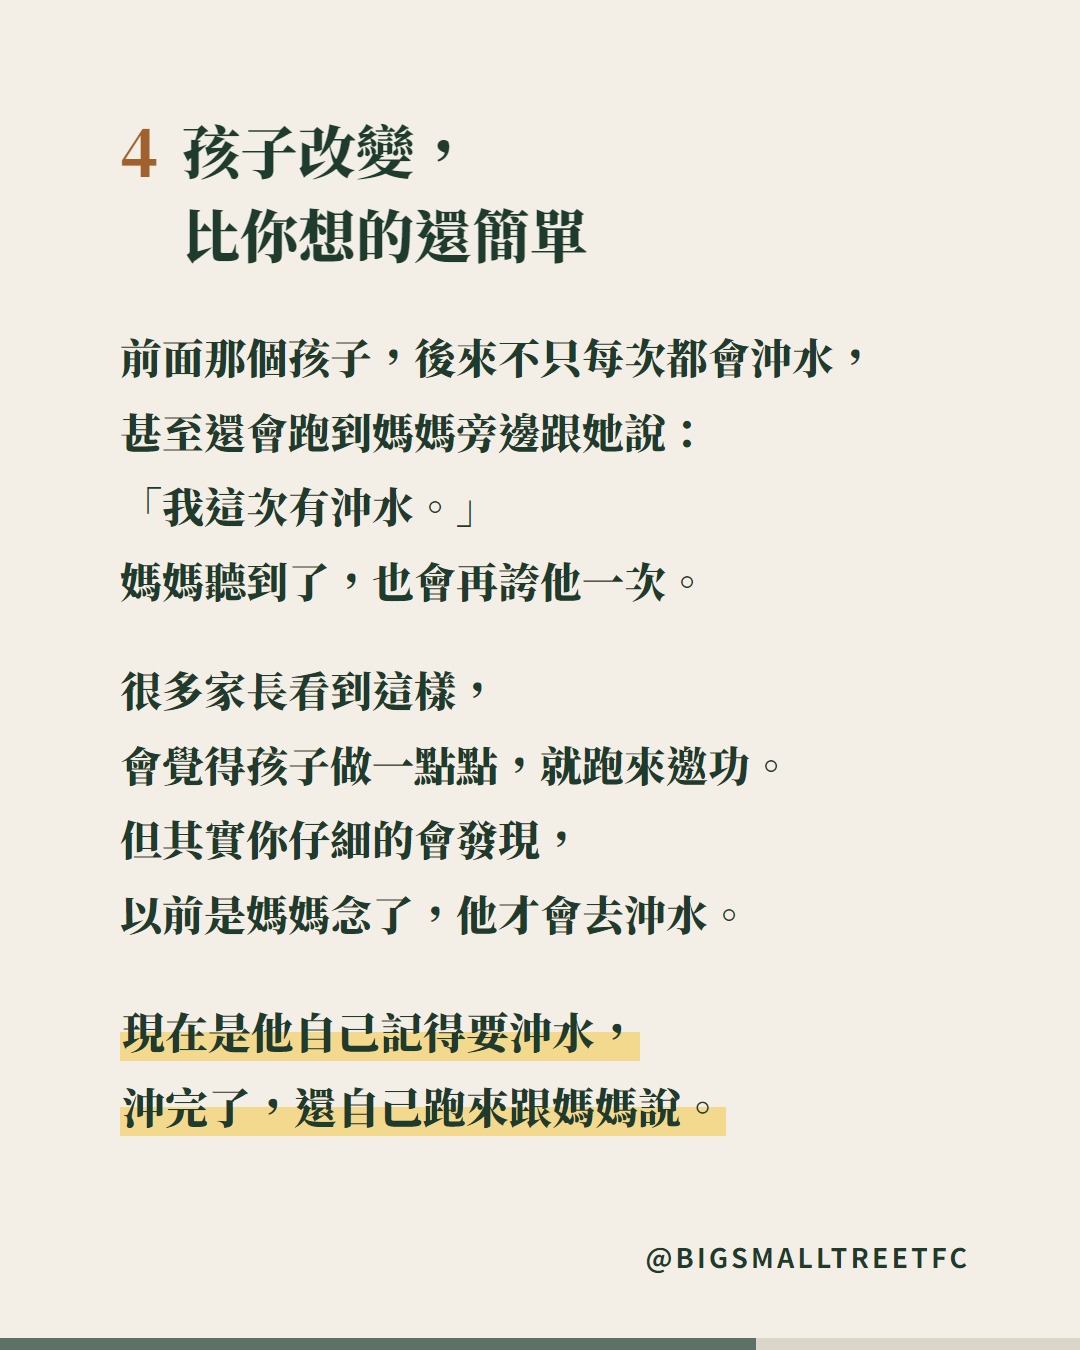 4 孩子改變，
比你想的還簡單
前面那個孩子，後來不只每次都會沖水，
甚至還會跑到媽媽旁邊跟她說：
「我這次有沖水。」
媽媽聽到了，也會再誇他一次。
很多家長看到這樣，
會覺得孩子做一點點，就跑來邀功。
但其實你仔細的會發現，
以前是媽媽念了，他才會去沖水。
現在是他自己記得要沖水，
沖完了，還自己跑來跟媽媽說。
@BIGSMALLTREETFC